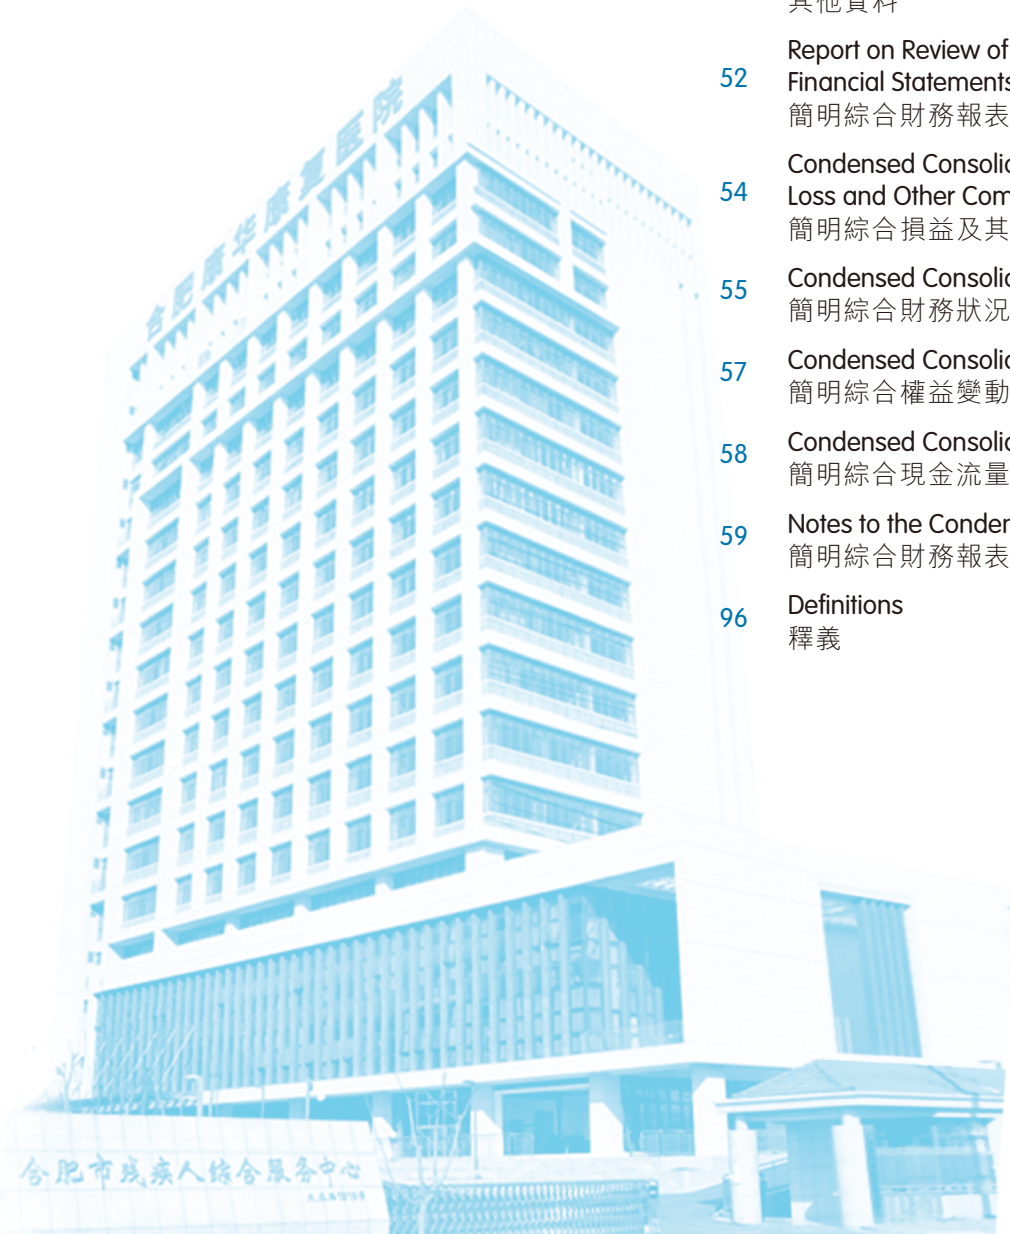 其他資料
52
Report on Review of
Financial Statements
簡明綜合財務報表
54
Condensed Consolid
Loss and Other Com
簡明綜合損益及其
55
Condensed Consolid
簡明綜合財務狀況
57
Condensed Consolid
簡明綜合權益變動
58
Condensed Consolid
簡明綜合現金流量
59
Notes to the Conden
簡明綜合財務報表
96
Definitions
釋義
合肥康华康复医院
合肥市残疾人综合服务中心